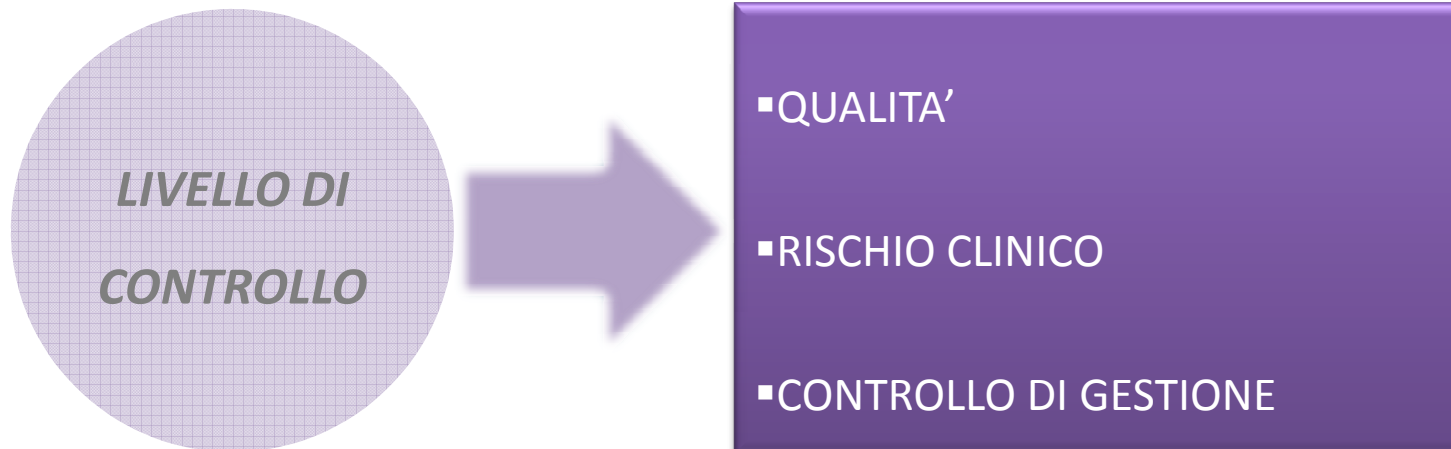 LIVELLO DI
CONTROLLO
▪QUALITA’
▪RISCHIO CLINICO
▪CONTROLLO DI GESTIONE